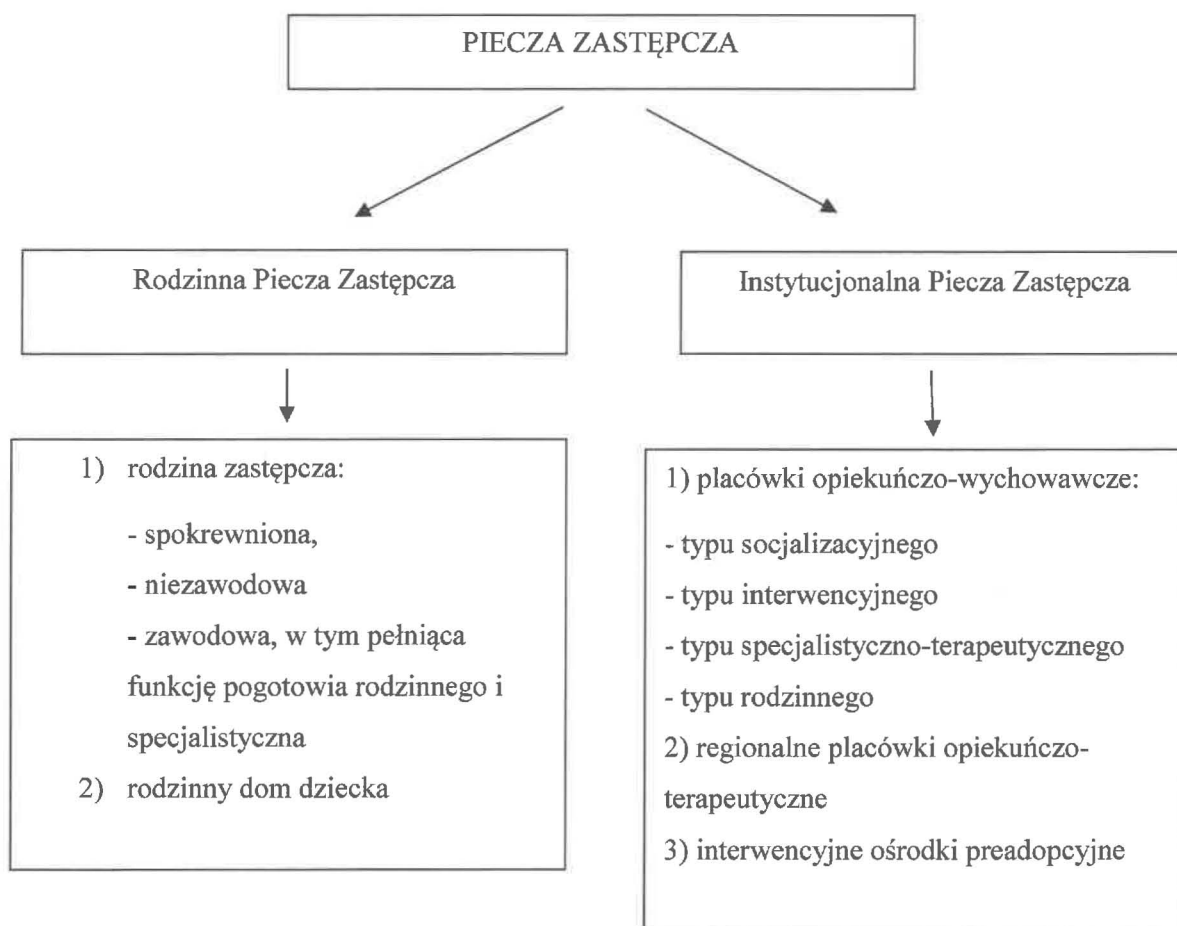 PIECZA ZASTĘPCZA
Rodzinna Piecza Zastępcza
Instytucjonalna Piecza Zastępcza
1) rodzina zastępcza:
- spokrewniona,
- niezawodowa
- zawodowa, w tym pełniąca
funkcję pogotowia rodzinnego i
specjalistyczna
2) rodzinny dom dziecka
1) placówki opiekuńczo-wychowawcze:
- typu socjalizacyjnego
- typu interwencyjnego
- typu specjalistyczno-terapeutycznego
- typu rodzinnego
2) regionalne placówki opiekuńczo-
terapeutyczne
3) interwencyjne ośrodki preadopcyjne